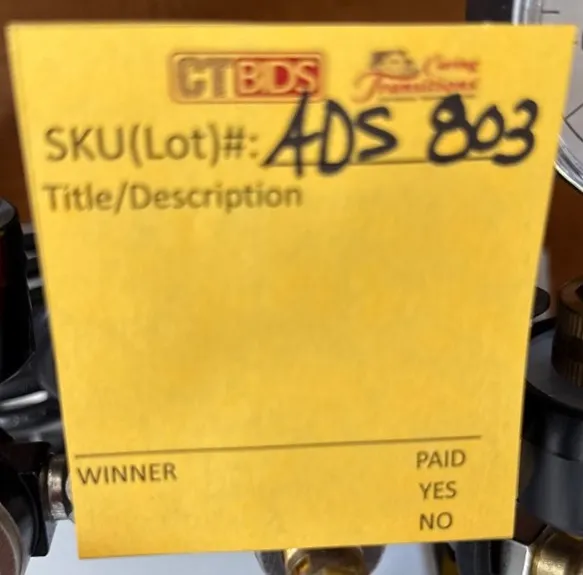 CTBIDS Caring Transitions
SKU(Lot)#: ADS 803
Title/Description
WINNER PAID
YES
NO